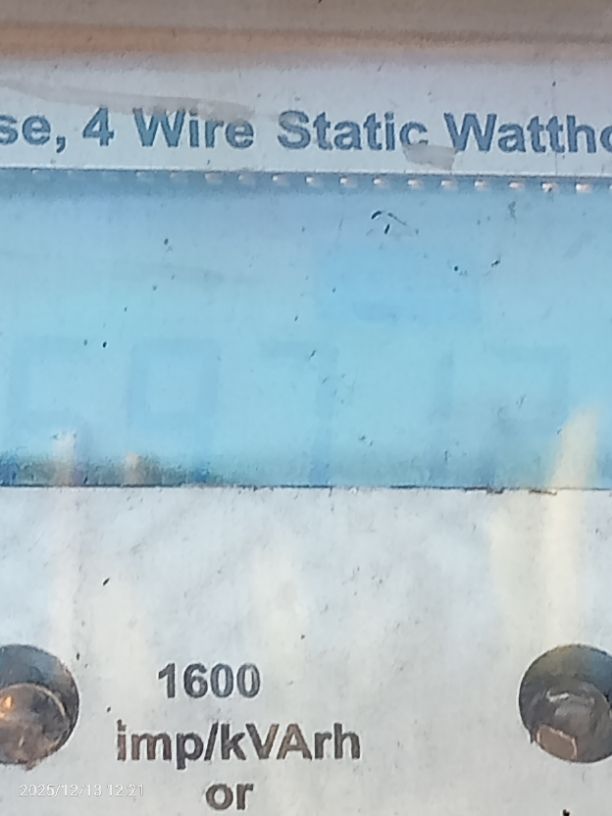 se, 4 Wire Static Wattho
1600
imp/kVArh
or
2025/12/13 12:21